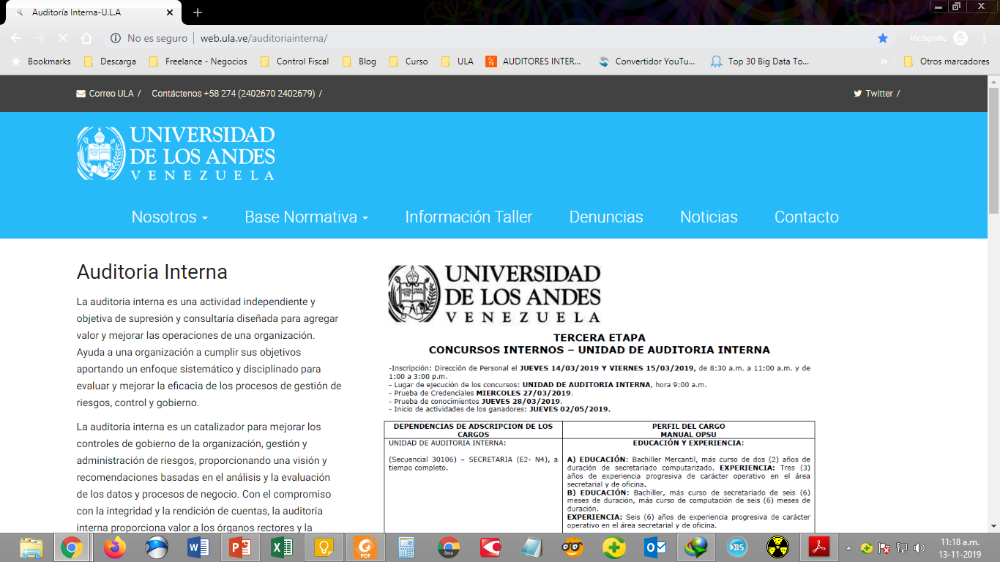 Auditoría Interna-U.L.A
No es seguro
web.ula.ve/auditoriainterna/
Incógnito
Bookmarks
Descarga
Freelance - Negocios
Control Fiscal
Blog
Curso
ULA
AUDITORES INTER...
Convertidor YouTu...
Top 30 Big Data To...
Otros marcadores
Correo ULA /
Contáctenos +58 274 (2402670 2402679) /
Twitter /
UNIVERSIDAD
DE LOS ANDES
VENEZUELA
Nosotros
Base Normativa
Información Taller
Denuncias
Noticias
Contacto
Auditoria Interna
La auditoria interna es una actividad independiente y
objetiva de supresión y consultaría diseñada para agregar
valor y mejorar las operaciones de una organización.
Ayuda a una organización a cumplir sus objetivos
aportando un enfoque sistemático y disciplinado para
evaluar y mejorar la eficacia de los procesos de gestión de
riesgos, control y gobierno.
La auditoria interna es un catalizador para mejorar los
controles de gobierno de la organización, gestión y
administración de riesgos, proporcionando una visión y
recomendaciones basadas en el análisis y la evaluación
de los datos y procesos de negocio. Con el compromiso
con la integridad y la rendición de cuentas, la auditoria
interna proporciona valor a los órganos rectores y la
UNIVERSIDAD
DE LOS ANDES
VENEZUELA
TERCERA ETAPA
CONCURSOS INTERNOS – UNIDAD DE AUDITORIA INTERNA
-Inscripción: Dirección de Personal el JUEVES 14/03/2019 Y VIERNES 15/03/2019, de 8:30 a.m. a 11:00 a.m. y de
1:00 a 3:00 p.m.
- Lugar de ejecución de los concursos: UNIDAD DE AUDITORIA INTERNA, hora 9:00 a.m.
- Prueba de Credenciales MIERCOLES 27/03/2019.
- Prueba de conocimientos JUEVES 28/03/2019.
- Inicio de actividades de los ganadores: JUEVES 02/05/2019.
DEPENDENCIAS DE ADSCRIPCION DE LOS
CARGOS
PERFIL DEL CARGO
MANUAL OPSU
UNIDAD DE AUDITORIA INTERNA:
(Secuencial 30106) – SECRETARIA (E2- N4), a
tiempo completo.
EDUCACIÓN Y EXPERIENCIA:
A) EDUCACIÓN: Bachiller Mercantil, más curso de dos (2) años de
duración de secretariado computarizado. EXPERIENCIA: Tres (3)
años de experiencia progresiva de carácter operativo en el área
secretarial y de oficina.
B) EDUCACIÓN: Bachiller, más curso de secretariado de seis (6)
meses de duración, más curso de computación de seis (6) meses de
duración.
EXPERIENCIA: Seis (6) años de experiencia progresiva de carácter
operativo en el área secretarial y de oficina.
PDF
Beta
BS
11:18 a.m.
13-11-2019